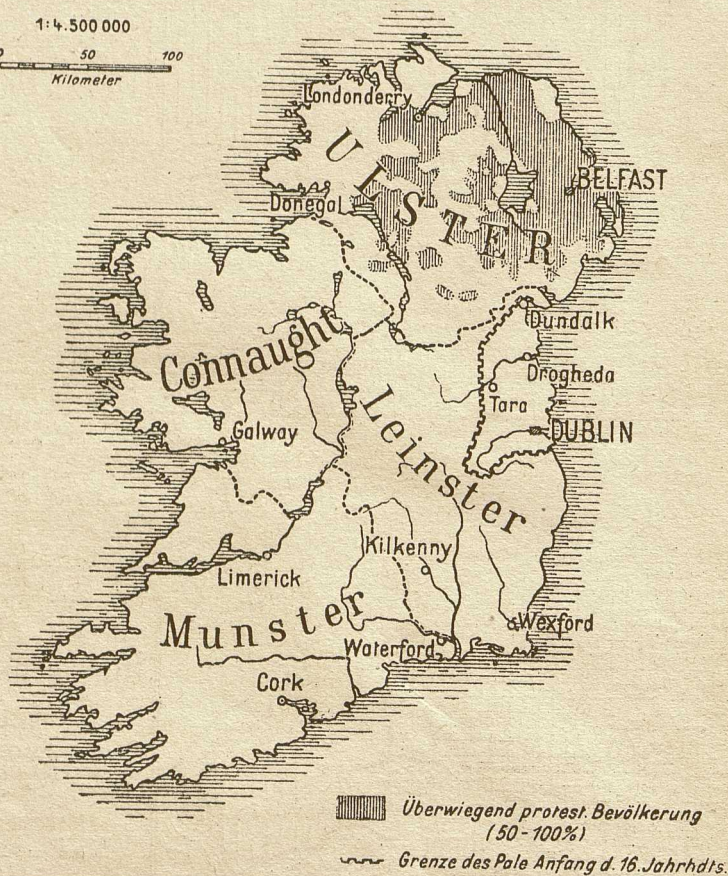 1:4.500 000
0 50 100
Kilometer
Londonderry
ULSTER
BELFAST
Donegal
Dundalk
Connaught
Drogheda
Tara
Leinster
Galway
DUBLIN
Kilkenny
Limerick
Munster
Wexford
Waterford
Cork
Überwiegend protest. Bevölkerung
(50-100%)
Grenze des Pale Anfang d. 16. Jahrhdts.